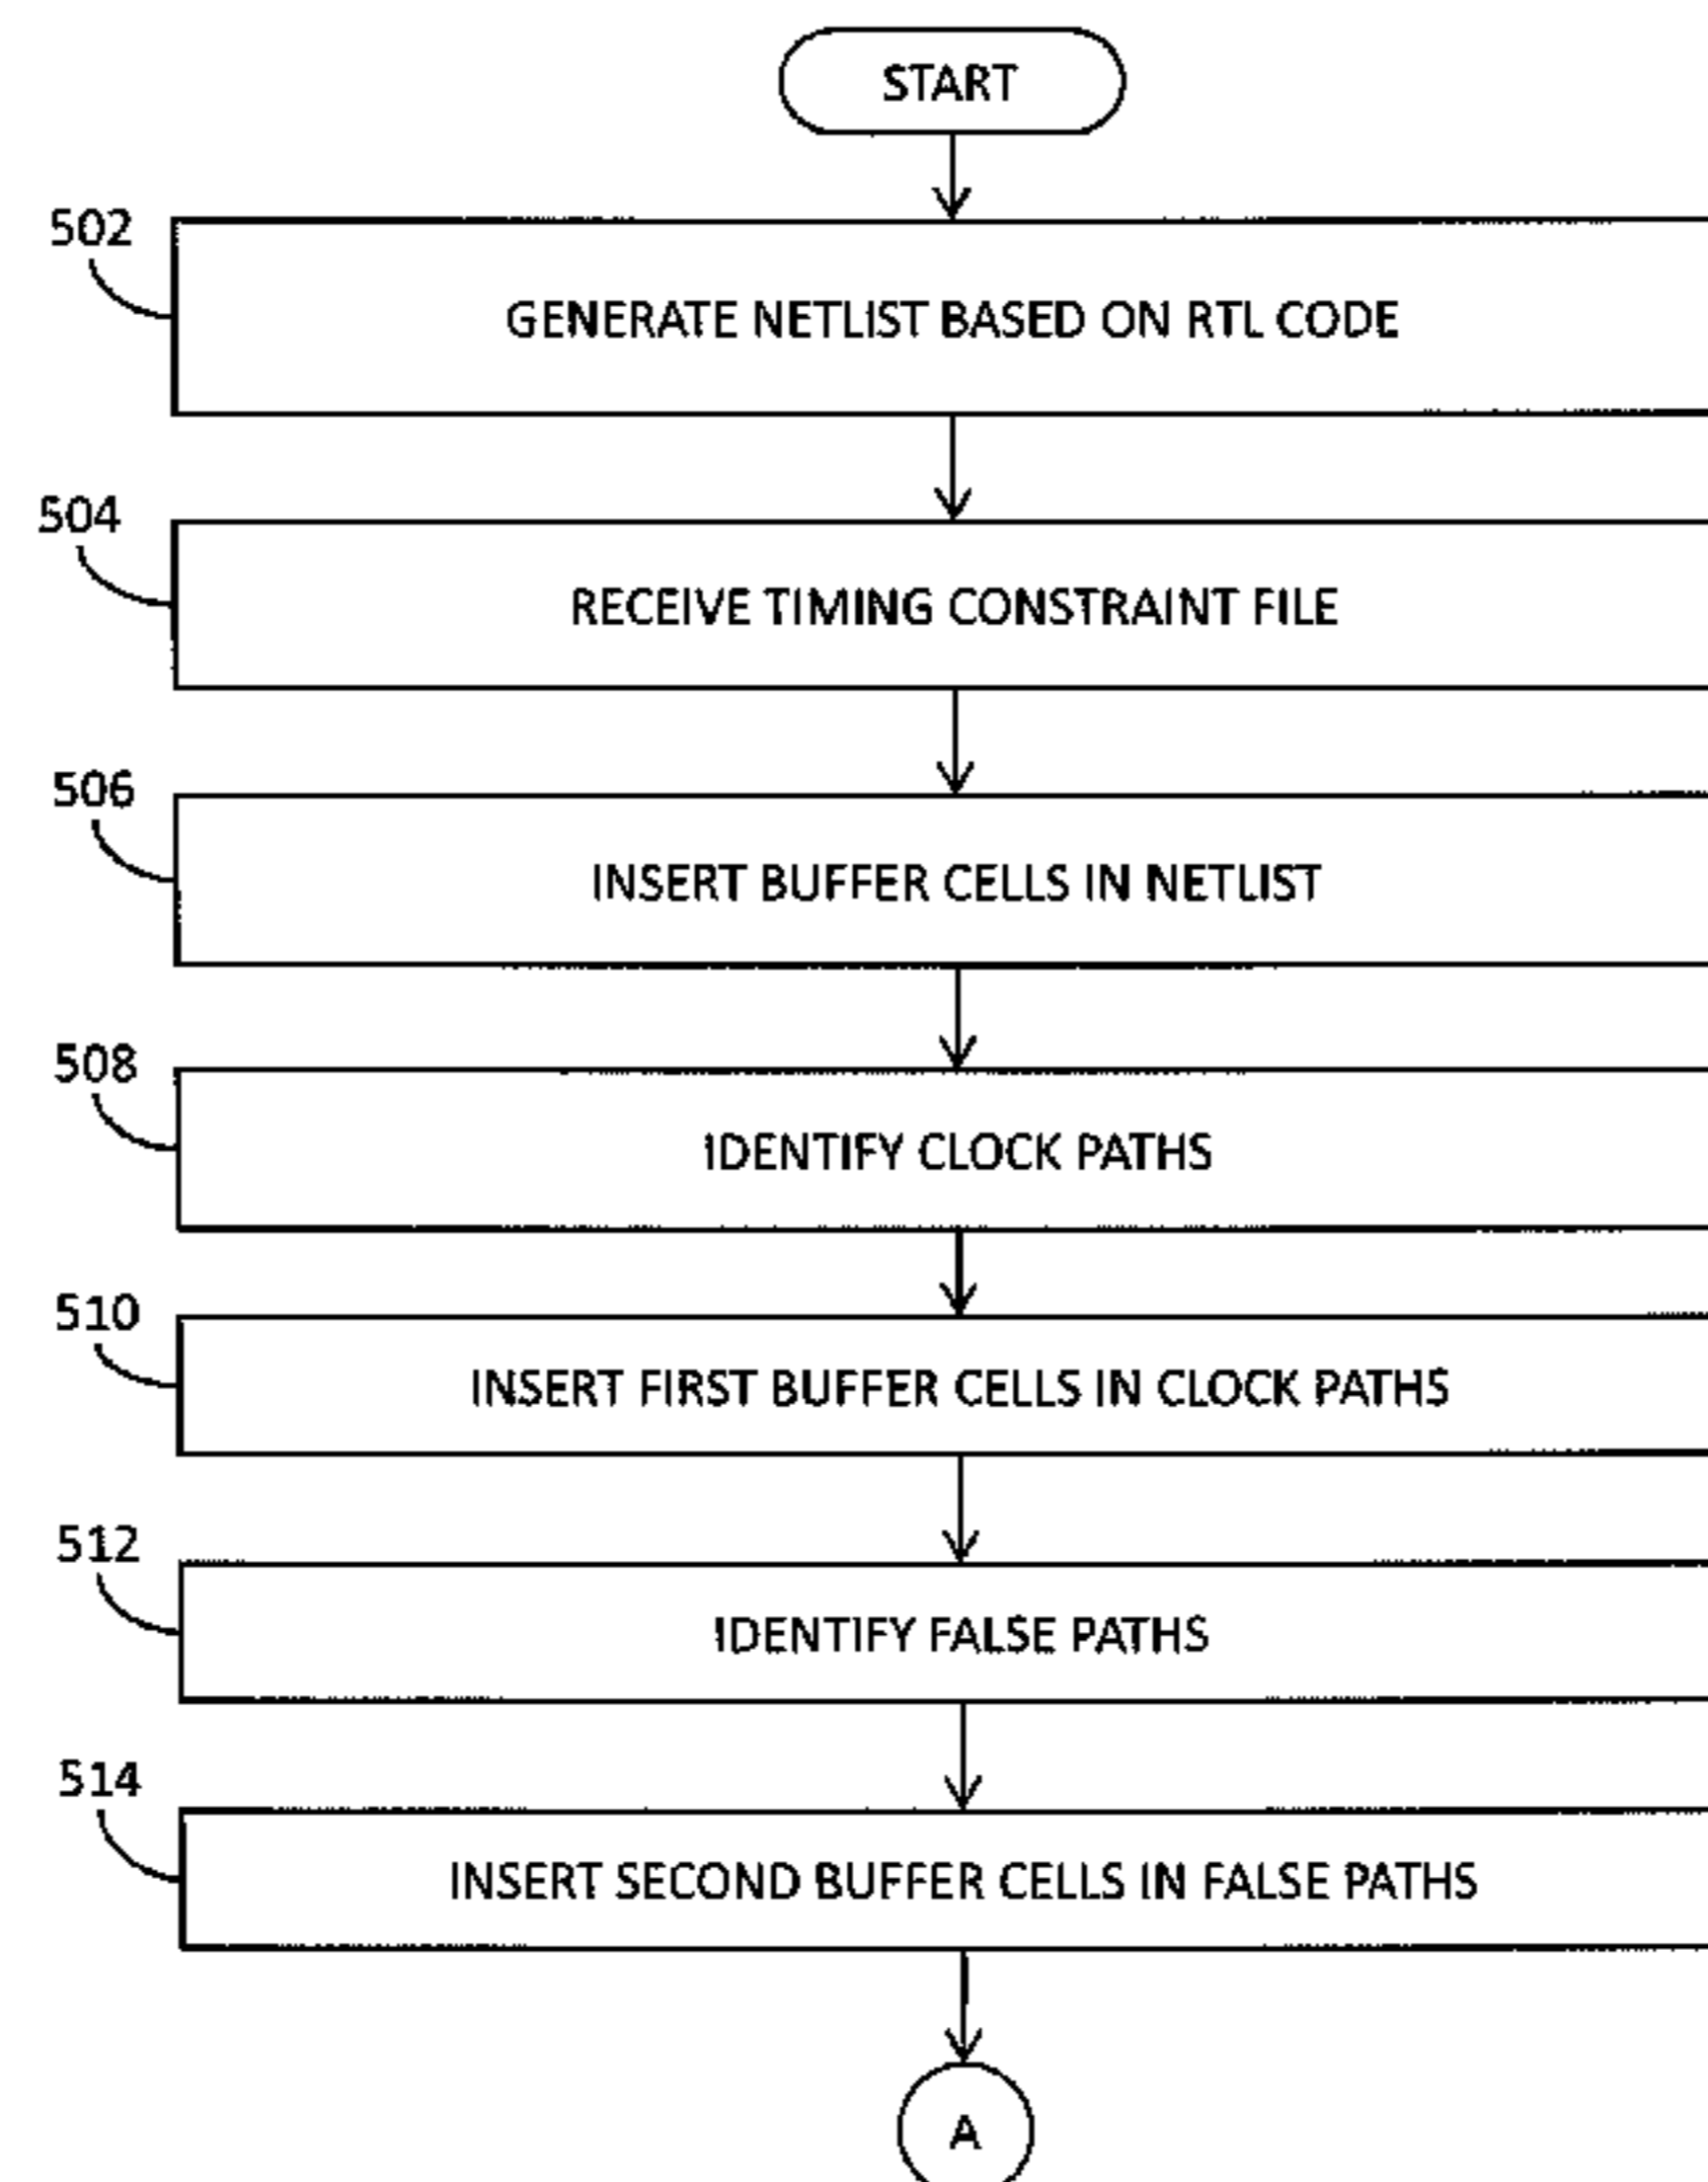 START
502
GENERATE NETLIST BASED ON RTL CODE
504
RECEIVE TIMING CONSTRAINT FILE
506
INSERT BUFFER CELLS IN NETLIST
508
IDENTIFY CLOCK PATHS
510
INSERT FIRST BUFFER CELLS IN CLOCK PATHS
512
IDENTIFY FALSE PATHS
514
INSERT SECOND BUFFER CELLS IN FALSE PATHS
A